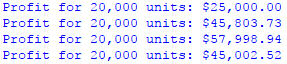 Profit for 20,000 units: $25,000.00
Profit for 20,000 units: $45,803.73
Profit for 20,000 units: $57,998.94
Profit for 20,000 units: $45,002.52